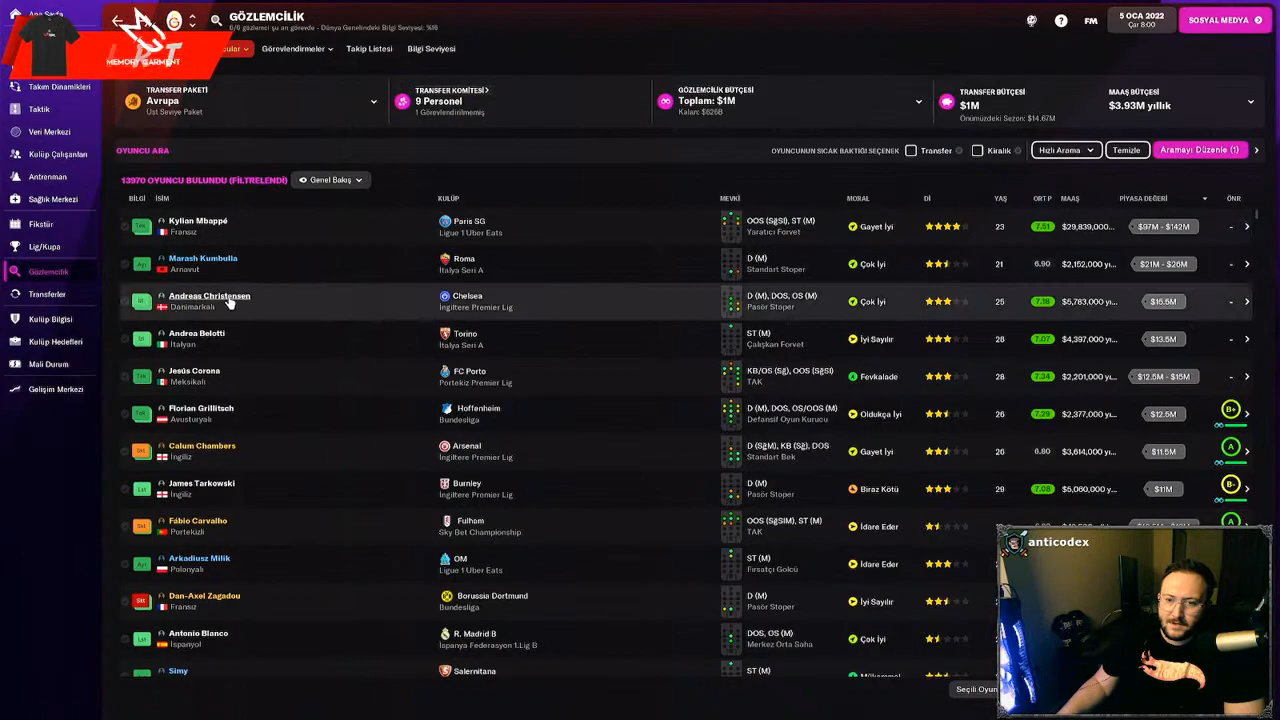 Ana Sayfa
GÖZLEMCİLİK
6/6 gözlemci şu an görevde - Dünya Genelindeki Bilgi Seviyesi: %16
FM
5 OCA 2022
Çar 8:00
SOSYAL MEDYA
MEMORY GARMENT
Görevlendirmeler
Takip Listesi
Bilgi Seviyesi
Takım Dinamikleri
Taktik
Veri Merkezi
Kulüp Çalışanları
Antrenman
Sağlık Merkezi
Fikstür
Lig/Kupa
Gözlemcilik
Transferler
Kulüp Bilgisi
Kulüp Hedefleri
Mali Durum
Gelişim Merkezi
TRANSFER PAKETİ
Avrupa
Üst Seviye Paket
TRANSFER KOMİTESİ>
9 Personel
1 Görevlendirilmemiş
GÖZLEMCİLİK BÜTÇESİ
Toplam: $1M
Kalan: $626B
TRANSFER BÜTÇESİ
$1M
Önümüzdeki Sezon: $14.67M
MAAŞ BÜTÇESİ
$3.93M yıllık
OYUNCU ARA
OYUNCUNUN SICAK BAKTIĞI SEÇENEK
Transfer
Kiralık
Hızlı Arama
Temizle
Aramayı Düzenle (1)
13970 OYUNCU BULUNDU (FİLTRELENDİ)
Genel Bakış
BİLGİ İSİM KULÜP MEVKİ MORAL Dİ YAŞ ORT P MAAŞ PİYASA DEĞERİ ÖNR
Kylian Mbappé Paris SG OOS (SğSl), ST (M) Gayet İyi 23 7.51 $29,839,000... $97M - $142M -
Fransız Ligue 1 Uber Eats Yaratıcı Forvet
Marash Kumbulla Roma D (M) Çok İyi 21 6.90 $2,152,000 yı... $21M - $26M -
Arnavut İtalya Seri A Standart Stoper
Andreas Christensen Chelsea D (M), DOS, OS (M) Çok İyi 25 7.18 $5,783,000 yı... $15.5M -
Danimarkalı İngiltere Premier Lig Pasör Stoper
Andrea Belotti Torino ST (M) İyi Sayılır 28 7.07 $4,397,000 yı... $13.5M -
İtalyan İtalya Seri A Çalışkan Forvet
Jesús Corona FC Porto KB/OS (Sğ), OOS (SğSl) Fevkalade 28 7.34 $2,201,000 yı... $12.5M - $15M -
Meksikalı Portekiz Premier Lig TAK
Florian Grillitsch Hoffenheim D (M), DOS, OS/OOS (M) Oldukça İyi 26 7.29 $2,377,000 yı... $12.5M B+
Avusturyalı Bundesliga Defansif Oyun Kurucu
Calum Chambers Arsenal D (SğM), KB (Sğ), DOS Gayet İyi 26 6.80 $3,614,000 yı... $11.5M A
İngiliz İngiltere Premier Lig Standart Bek
James Tarkowski Burnley D (M) Biraz Kötü 29 7.08 $5,060,000 yı... $11M B-
İngiliz İngiltere Premier Lig Pasör Stoper
Fábio Carvalho Fulham OOS (SğSlM), ST (M) İdare Eder
Portekizli Sky Bet Championship TAK
Arkadiusz Milik OM ST (M) İdare Eder
Polonyalı Ligue 1 Uber Eats Fırsatçı Golcü
Dan-Axel Zagadou Borussia Dortmund D (M) İyi Sayılır
Fransız Bundesliga Pasör Stoper
Antonio Blanco R. Madrid B DOS, OS (M) Çok İyi
İspanyol İspanya Federasyon 1.Lig B Merkez Orta Saha
Simy Salernitana ST (M) Mükemmel
Seçili Oyun
anticodex